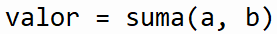 valor = suma(a, b)